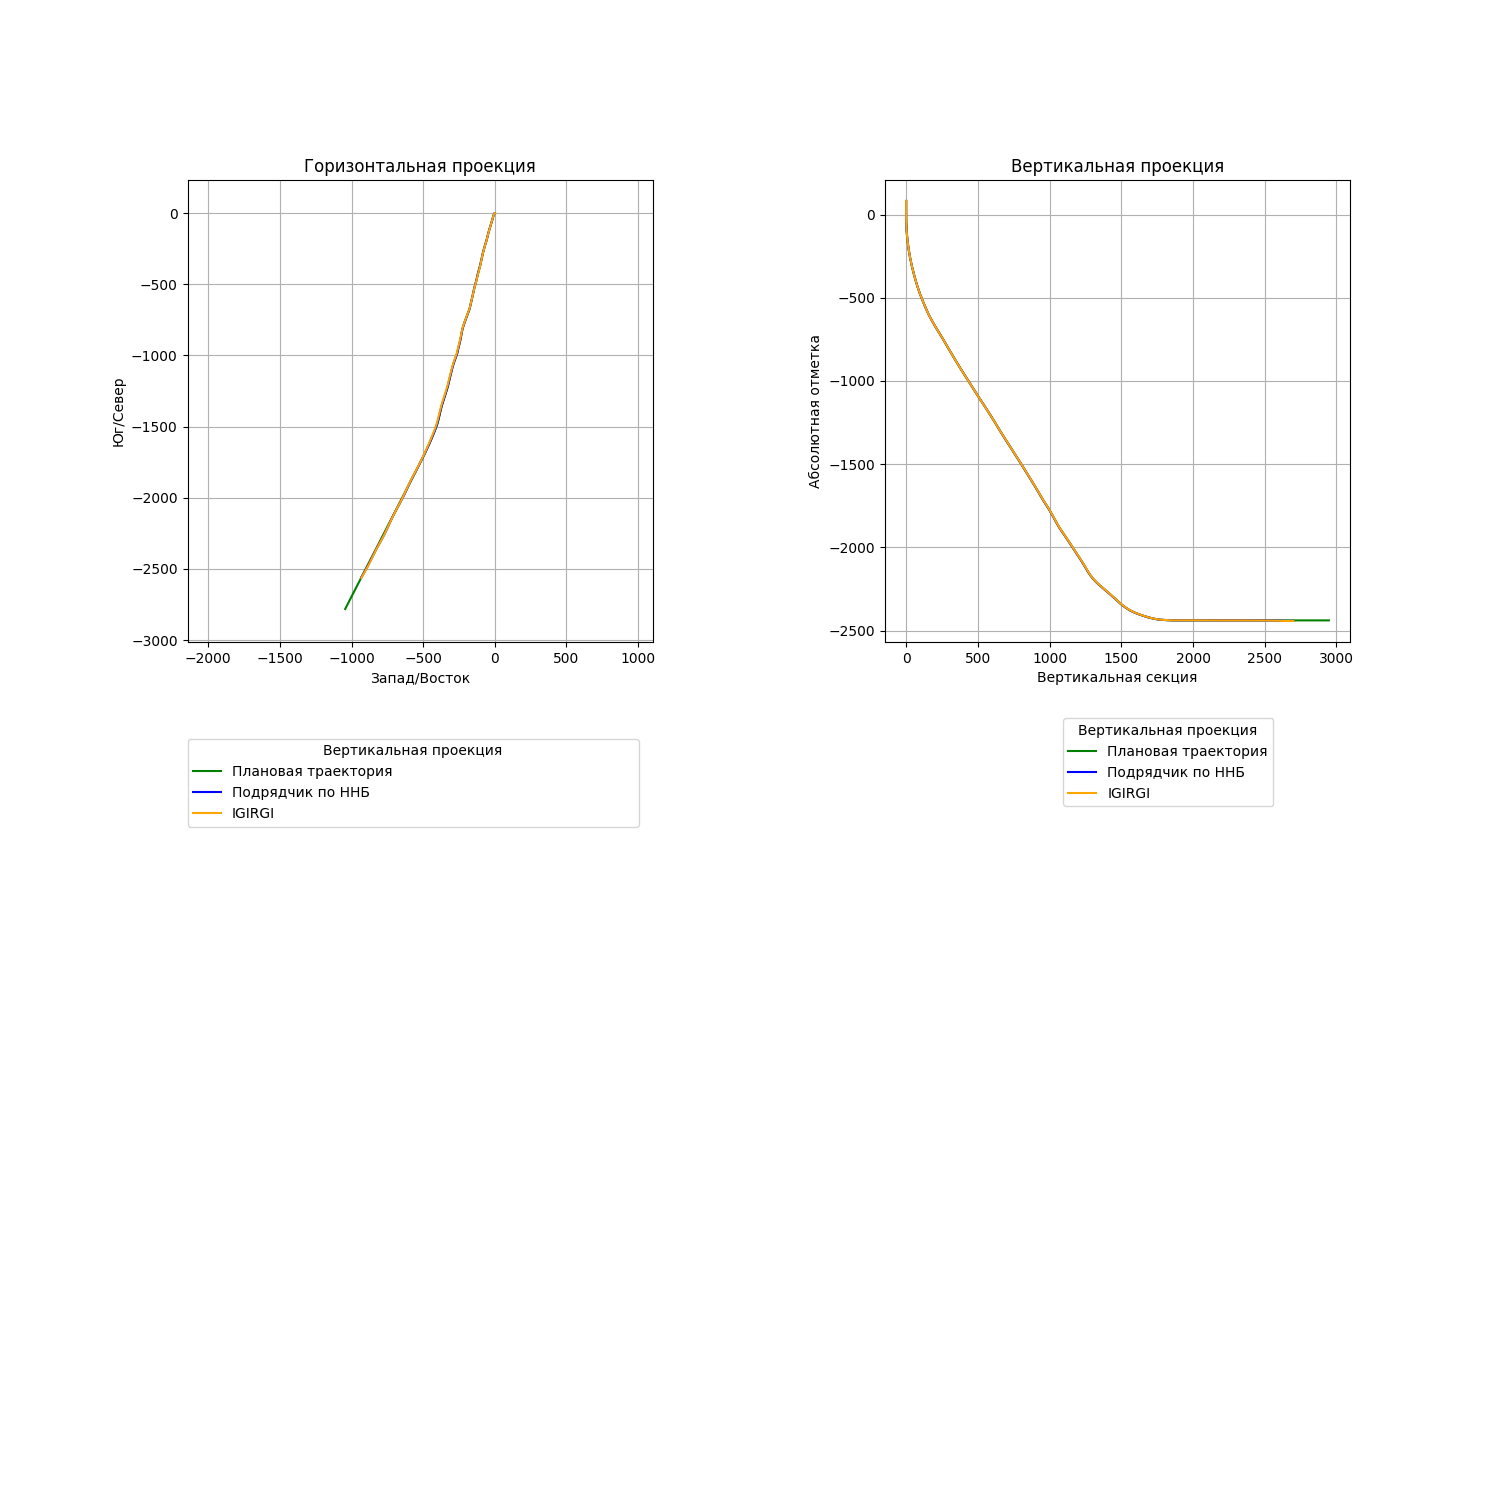 Горизонтальная проекция
0
−500
−1000
−1500
−2000
−2500
−3000
Юг/Север
−2000 −1500 −1000 −500 0 500 1000
Запад/Восток
Вертикальная проекция
Плановая траектория
Подрядчик по ННБ
IGIRGI
Вертикальная проекция
0
−500
−1000
−1500
−2000
−2500
Абсолютная отметка
0 500 1000 1500 2000 2500 3000
Вертикальная секция
Вертикальная проекция
Плановая траектория
Подрядчик по ННБ
IGIRGI